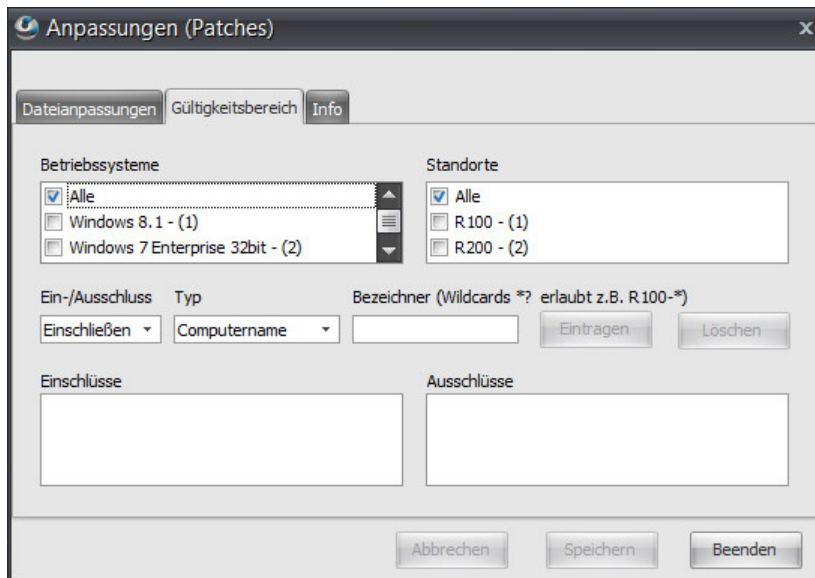 Anpassungen (Patches)
x
Dateianpassungen Gültigkeitsbereich Info
Betriebssysteme Standorte
Alle
Windows 8.1 - (1)
Windows 7 Enterprise 32bit - (2)
Alle
R100 - (1)
R200 - (2)
Ein-/Ausschluss Typ Bezeichner (Wildcards *? erlaubt z.B. R100-*)
Einschließen Computername Eintragen Löschen
Einschlüsse Ausschlüsse
Abbrechen Speichern Beenden